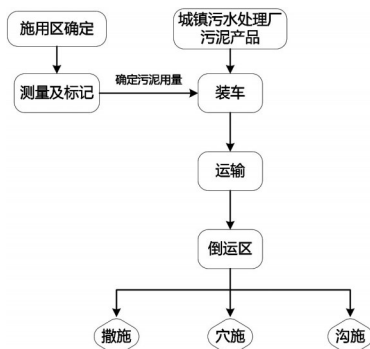 施用区确定
城镇污水处理厂
污泥产品
测量及标记
确定污泥用量
装车
运输
倒运区
撒施
穴施
沟施